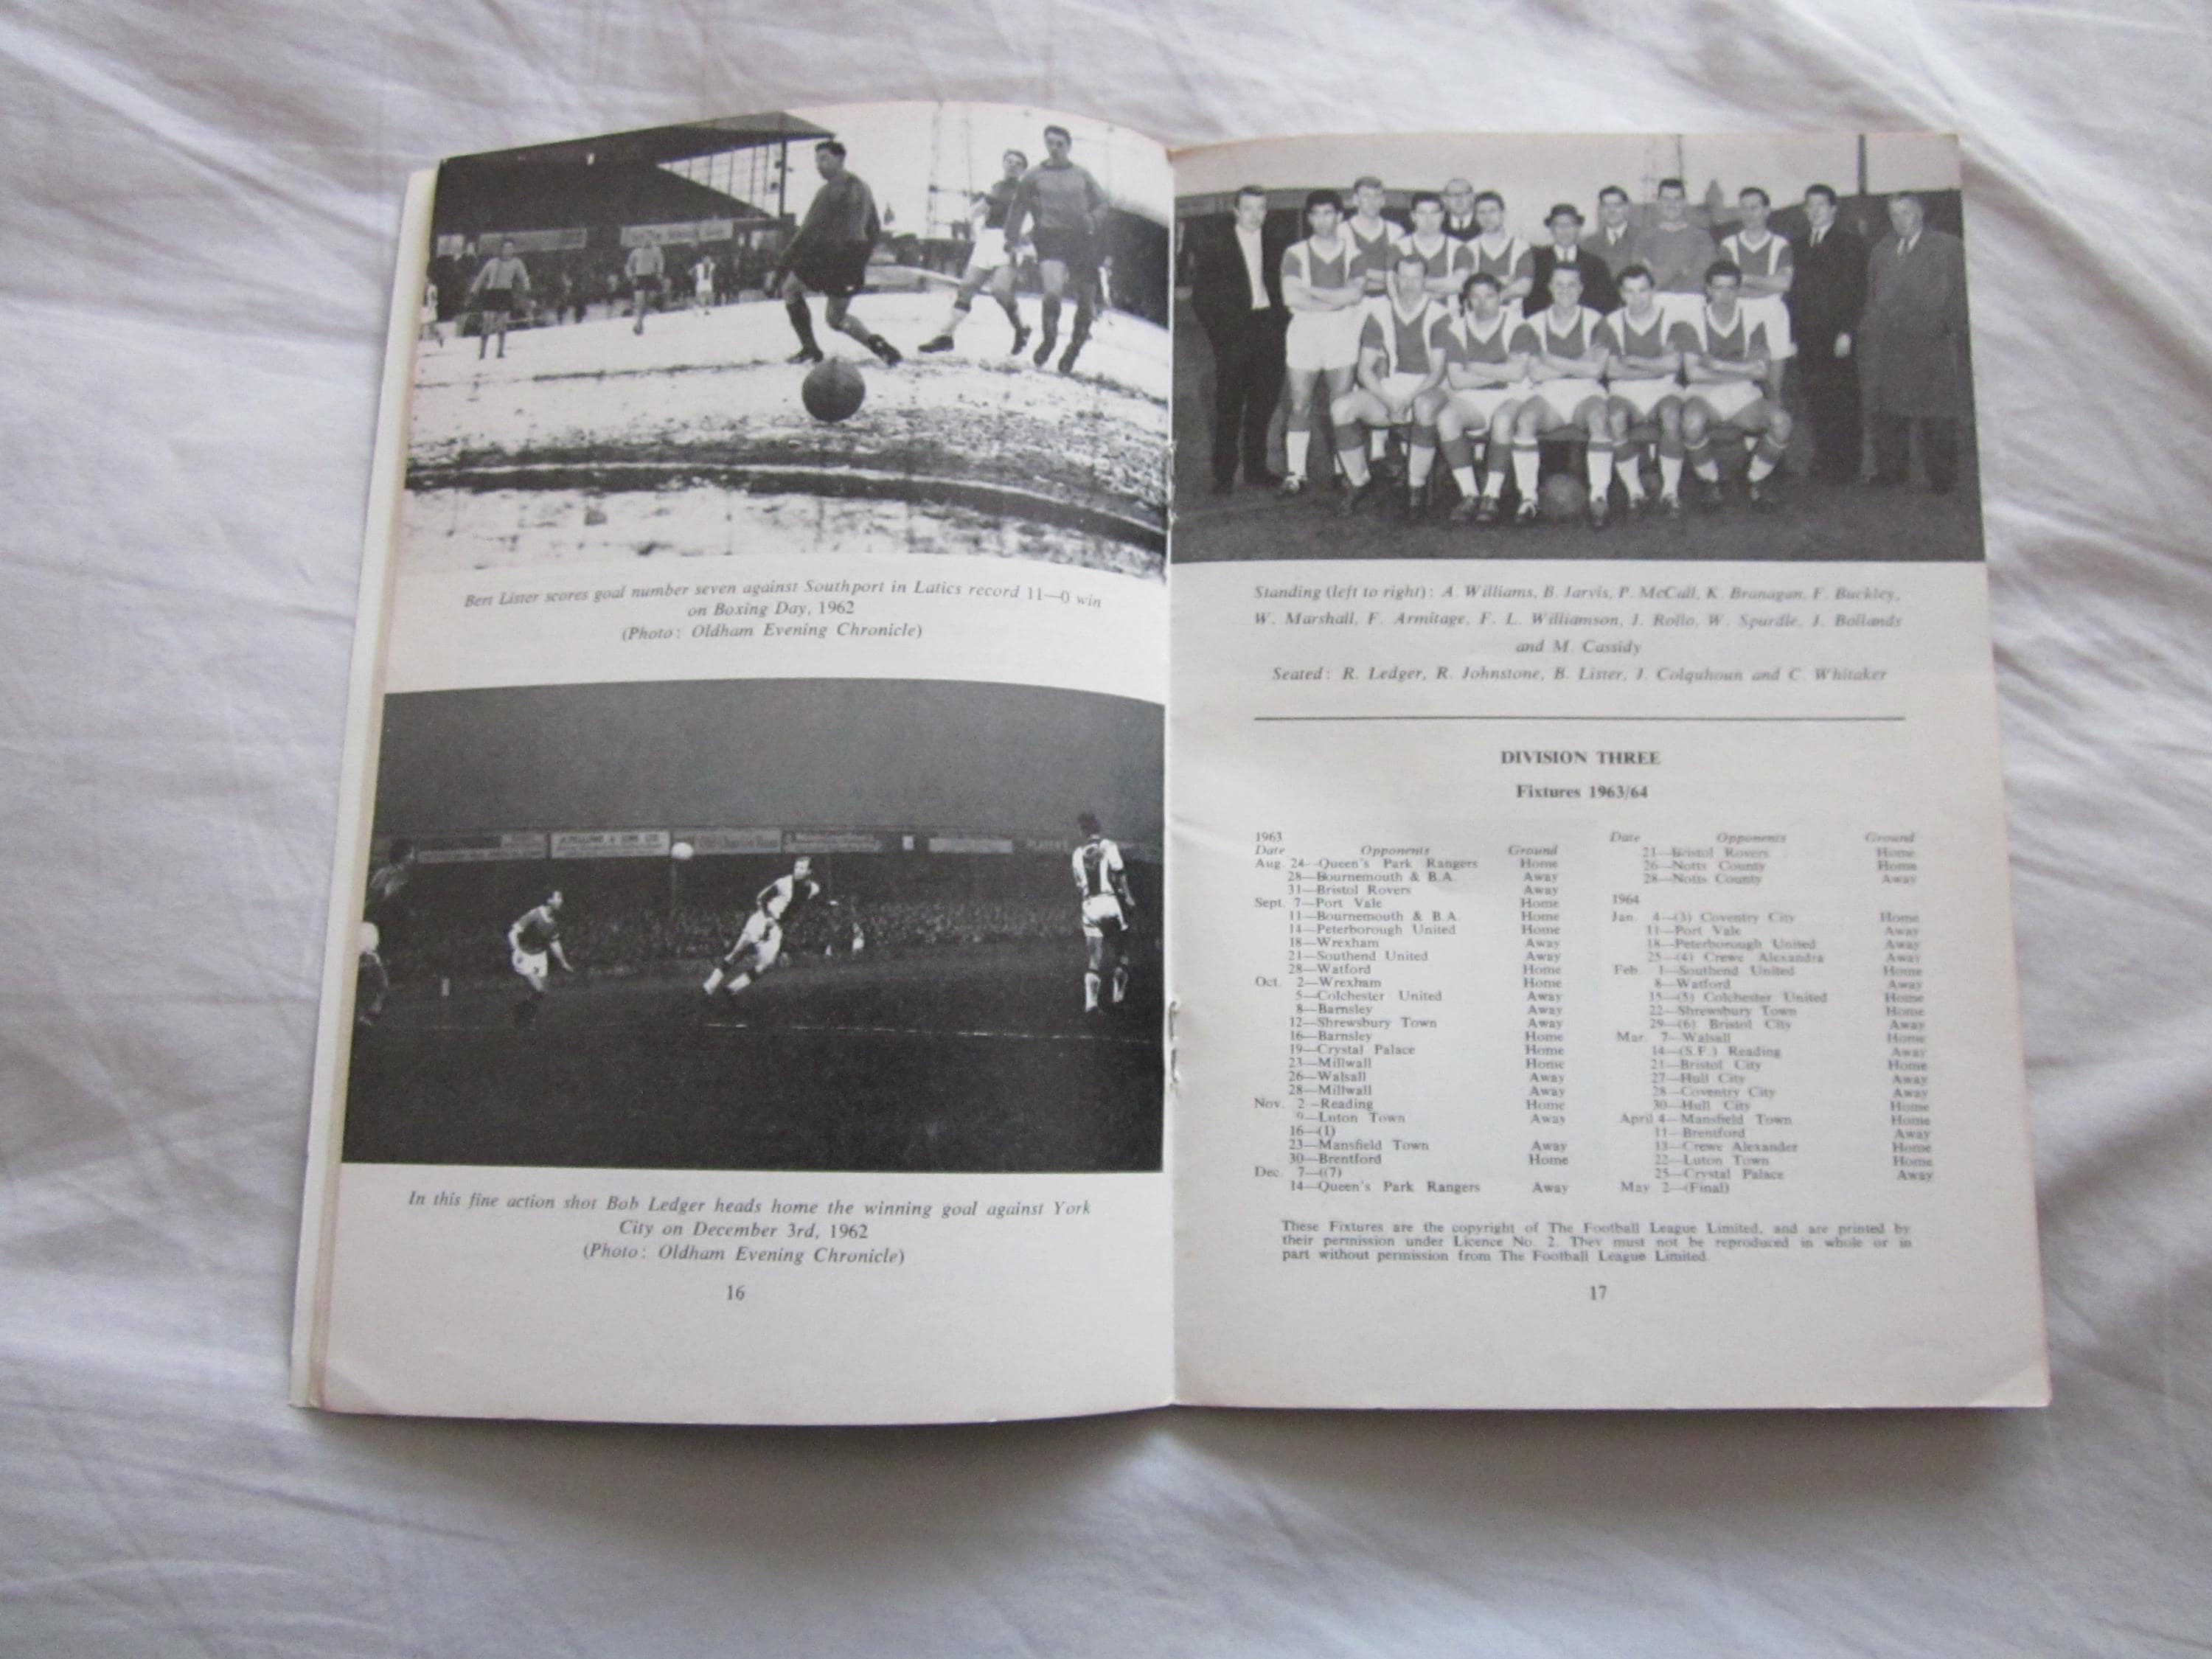 Bert Lister scores goal number seven against Southport in Latics record 11—0 win
on Boxing Day, 1962
(Photo: Oldham Evening Chronicle)
In this fine action shot Bob Ledger heads home the winning goal against York
City on December 3rd, 1962
(Photo: Oldham Evening Chronicle)
16
Standing (left to right): A. Williams, B. Jarvis, P. McCall, K. Branagan, F. Buckley,
W. Marshall, F. Armitage, F. L. Williamson, J. Rollo, W. Spurdle, J. Bollands
and M. Cassidy
Seated: R. Ledger, R. Johnstone, B. Lister, J. Colquhoun and C. Whitaker
DIVISION THREE
Fixtures 1963/64
1963
Date Opponents Ground
Aug. 24—Queen's Park Rangers Home
28—Bournemouth & B.A. Away
31—Bristol Rovers Away
Sept. 7—Port Vale Home
11—Bournemouth & B.A. Home
14—Peterborough United Home
18—Wrexham Away
21—Southend United Away
28—Watford Home
Oct. 2—Wrexham Home
5—Colchester United Away
8—Barnsley Away
12—Shrewsbury Town Away
16—Barnsley Home
19—Crystal Palace Home
23—Millwall Home
26—Walsall Away
28—Millwall Away
Nov. 2—Reading Home
9—Luton Town Away
16—(1)
23—Mansfield Town Away
30—Brentford Home
Dec. 7—(7)
14—Queen's Park Rangers Away
Date Opponents Ground
21—Bristol Rovers Home
26—Notts County Home
28—Notts County Away
1964
Jan. 4—(3) Coventry City Home
11—Port Vale Away
18—Peterborough United Away
25—(4) Crewe Alexandra Away
Feb. 1—Southend United Home
8—Watford Away
15—(5) Colchester United Home
22—Shrewsbury Town Home
29—(6) Bristol City Away
Mar. 7—Walsall Home
14—(S.F.) Reading Away
21—Bristol City Home
27—Hull City Away
28—Coventry City Away
30—Hull City Home
April 4—Mansfield Town Home
11—Brentford Away
18—Crewe Alexander Home
22—Luton Town Home
25—Crystal Palace Away
May 2—(Final)
These Fixtures are the copyright of The Football League Limited, and are printed by
their permission under Licence No. 2. They must not be reproduced in whole or in
part without permission from The Football League Limited.
17